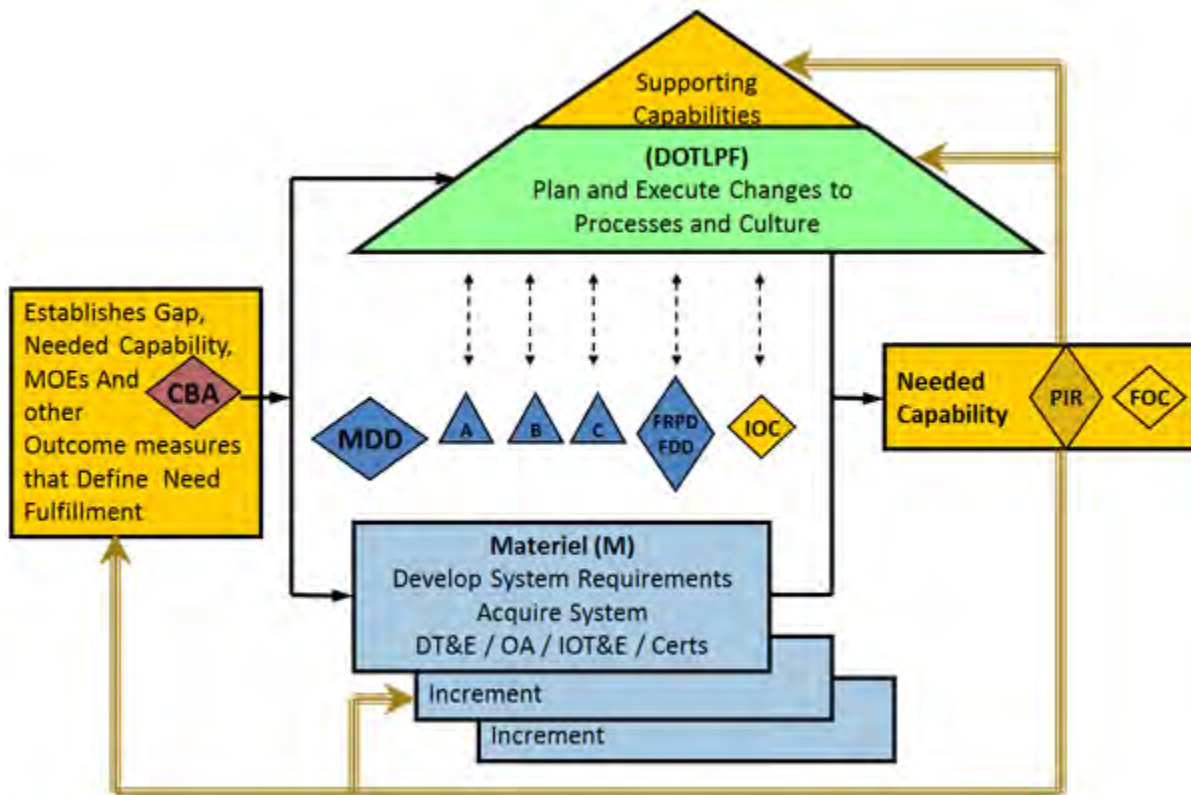 Supporting
Capabilities
(DOTLPF)
Plan and Execute Changes to
Processes and Culture
Establishes Gap,
Needed Capability,
MOEs And
other
Outcome measures
that Define Need
Fulfillment
CBA
MDD
A
B
C
FRPD
FDD
IOC
Needed
Capability
PIR
FOC
Materiel (M)
Develop System Requirements
Acquire System
DT&E / OA / IOT&E / Certs
Increment
Increment